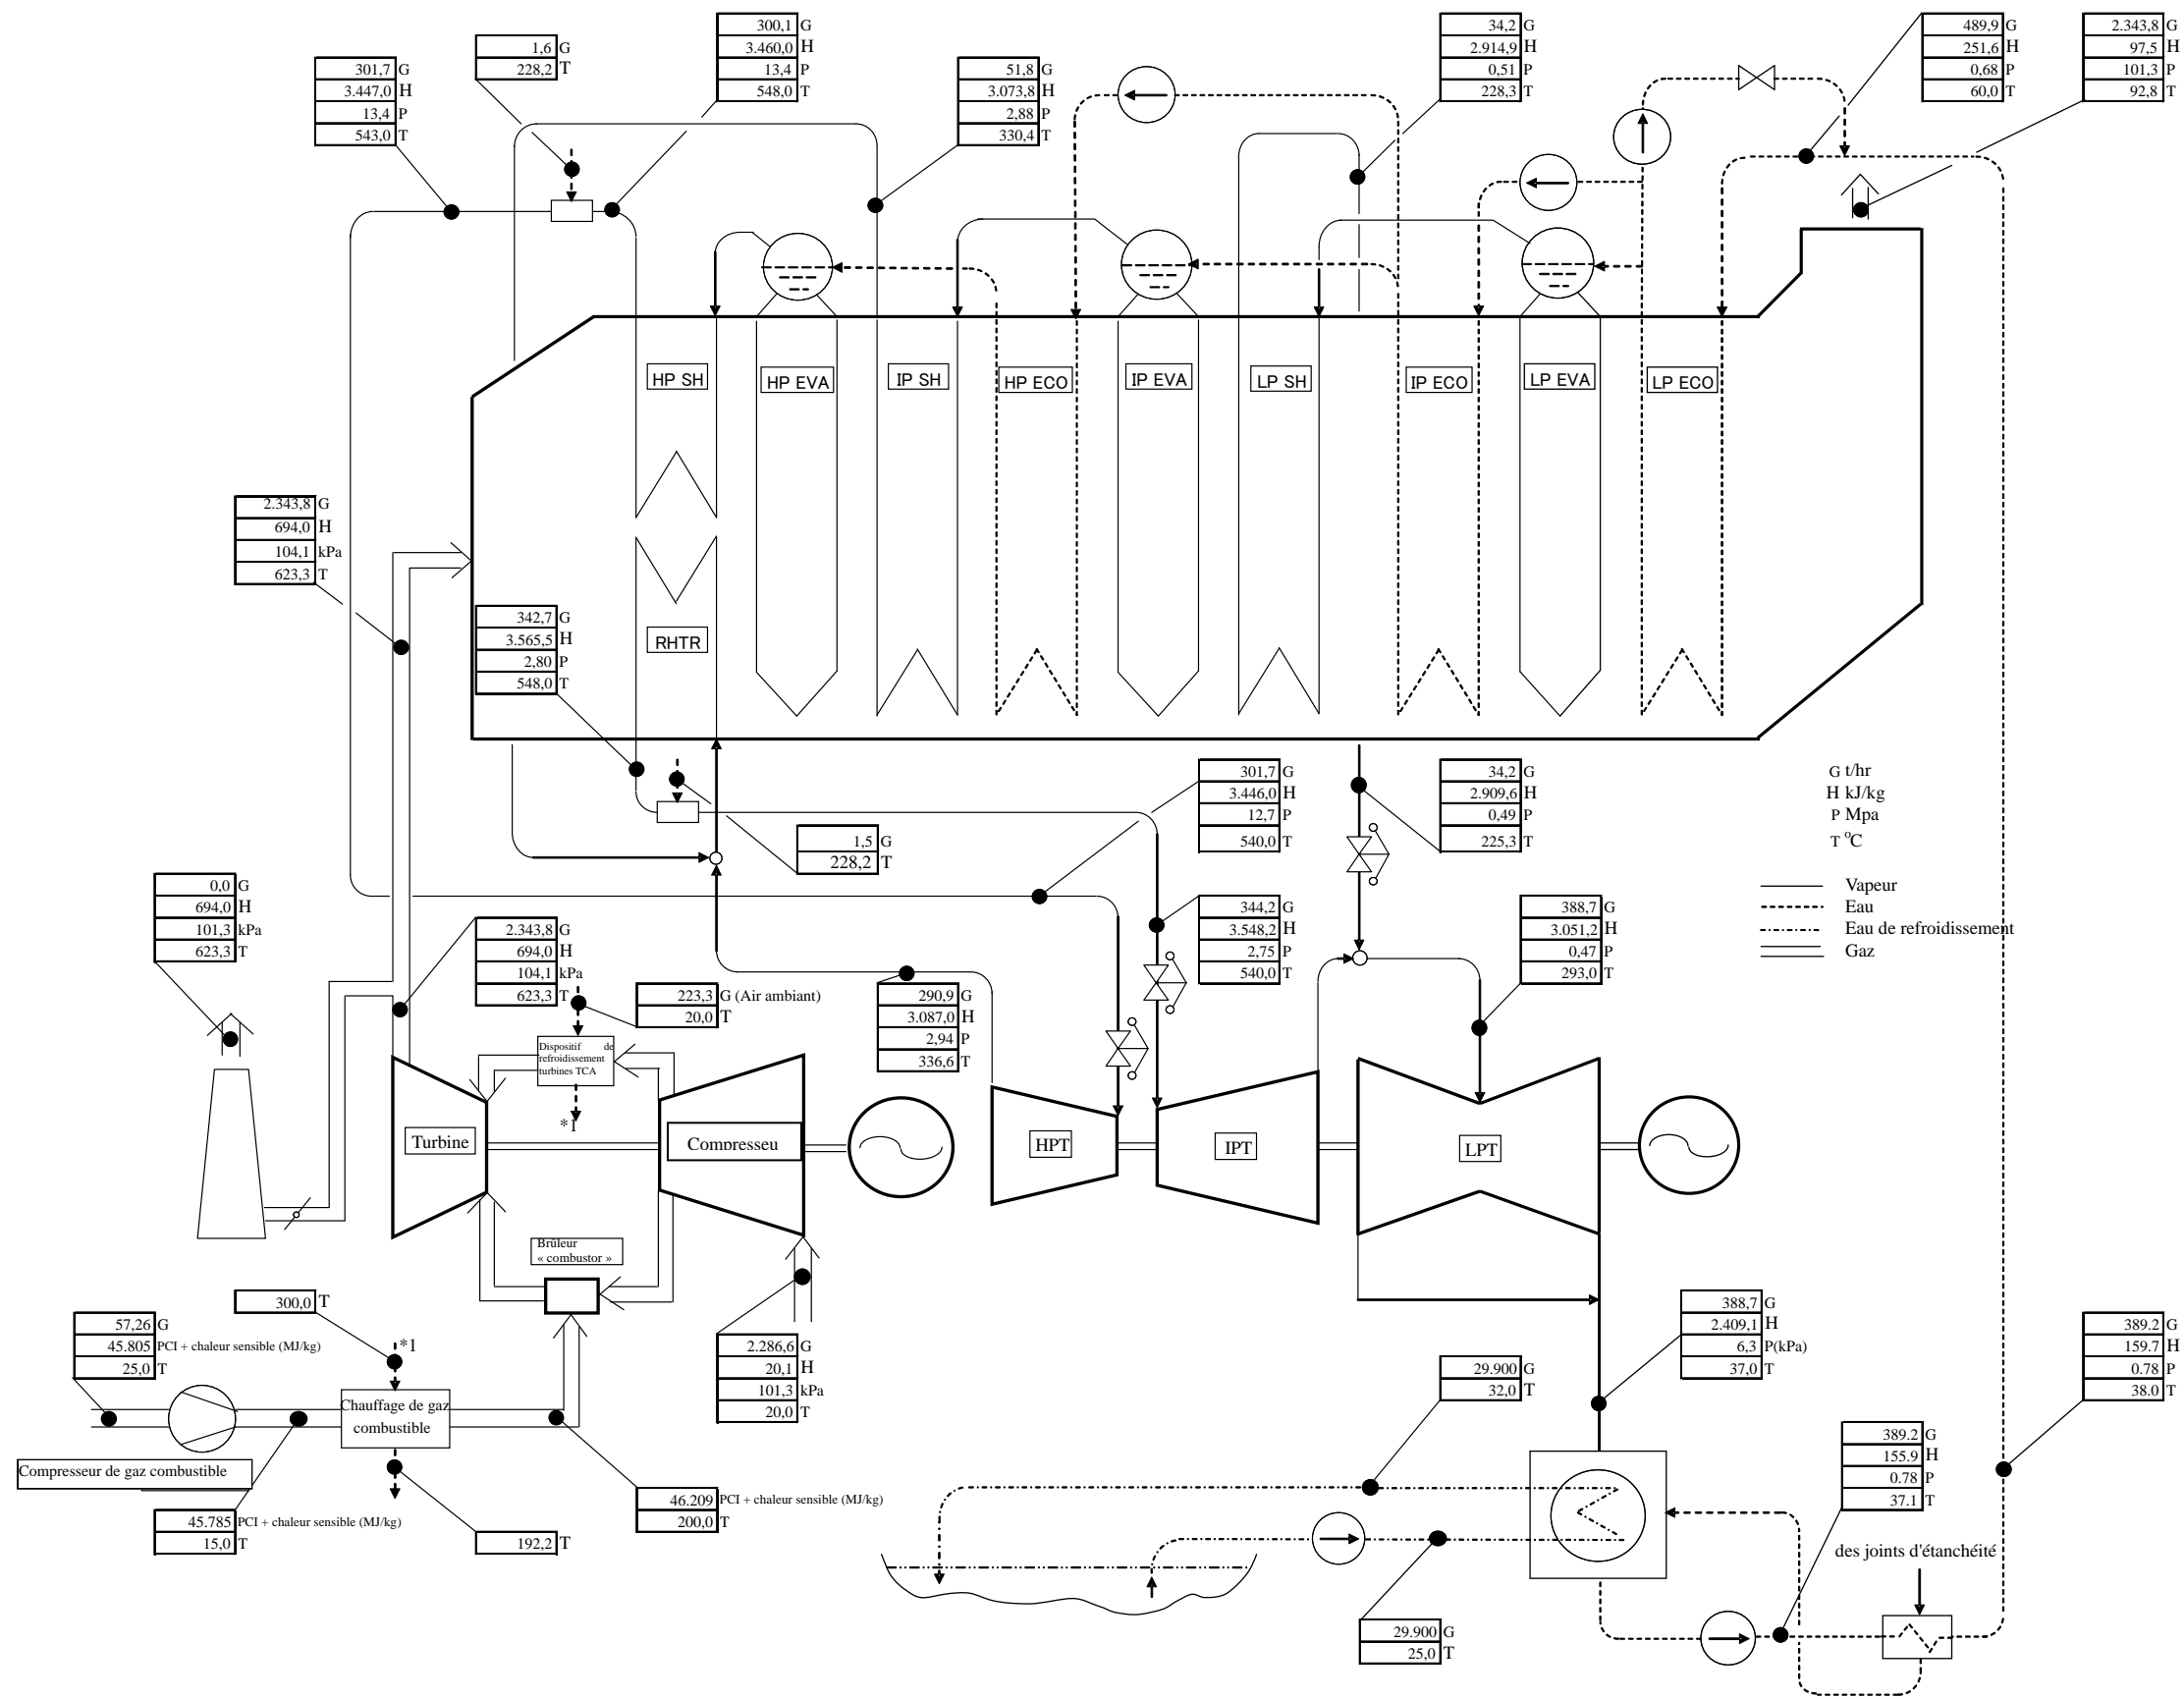 300,1 G
3.460,0 H
13,4 P
548,0 T
34,2 G
2.914,9 H
0,51 P
228,3 T
489,9 G
251,6 H
0,68 P
60,0 T
2.343,8 G
97,5 H
101,3 P
92,8 T
1,6 G
228,2 T
301,7 G
3.447,0 H
13,4 P
543,0 T
51,8 G
3.073,8 H
2,88 P
330,4 T
HP SH
HP EVA
IP SH
HP ECO
IP EVA
LP SH
IP ECO
LP EVA
LP ECO
2.343,8 G
694,0 H
104,1 kPa
623,3 T
342,7 G
3.565,5 H
2,80 P
548,0 T
RHTR
301,7 G
3.446,0 H
12,7 P
540,0 T
34,2 G
2.909,6 H
0,49 P
225,3 T
G t/hr
H kJ/kg
P Mpa
T °C
1,5 G
228,2 T
Vapeur
Eau
Eau de refroidissement
Gaz
0,0 G
694,0 H
101,3 kPa
623,3 T
2.343,8 G
694,0 H
104,1 kPa
623,3 T
344,2 G
3.548,2 H
2,75 P
540,0 T
388,7 G
3.051,2 H
0,47 P
293,0 T
223,3 G (Air ambiant)
20,0 T
290,9 G
3.087,0 H
2,94 P
336,6 T
Dispositif de
refroidissement
turbines TCA
*1
Turbine
Compresseu
HPT
IPT
LPT
Brûleur
« combustor »
300,0 T
57,26 G
45.805 PCI + chaleur sensible (MJ/kg)
25,0 T
*1
Chauffage de gaz
combustible
2.286,6 G
20,1 H
101,3 kPa
20,0 T
388,7 G
2.409,1 H
6,3 P(kPa)
37,0 T
29.900 G
32,0 T
389.2 G
159.7 H
0.78 P
38.0 T
389.2 G
155.9 H
0.78 P
37.1 T
Compresseur de gaz combustible
45.785 PCI + chaleur sensible (MJ/kg)
15,0 T
192,2 T
46.209 PCI + chaleur sensible (MJ/kg)
200,0 T
des joints d'étanchéité
29.900 G
25,0 T